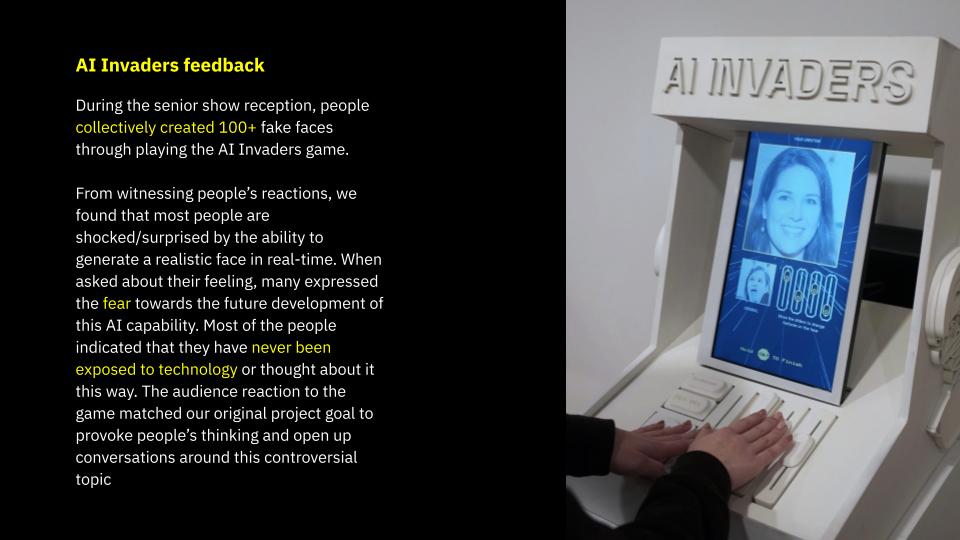 AI Invaders feedback
During the senior show reception, people
collectively created 100+ fake faces
through playing the AI Invaders game.
From witnessing people’s reactions, we
found that most people are
shocked/surprised by the ability to
generate a realistic face in real-time. When
asked about their feeling, many expressed
the fear towards the future development of
this AI capability. Most of the people
indicated that they have never been
exposed to technology or thought about it
this way. The audience reaction to the
game matched our original project goal to
provoke people’s thinking and open up
conversations around this controversial
topic
AI INVADERS